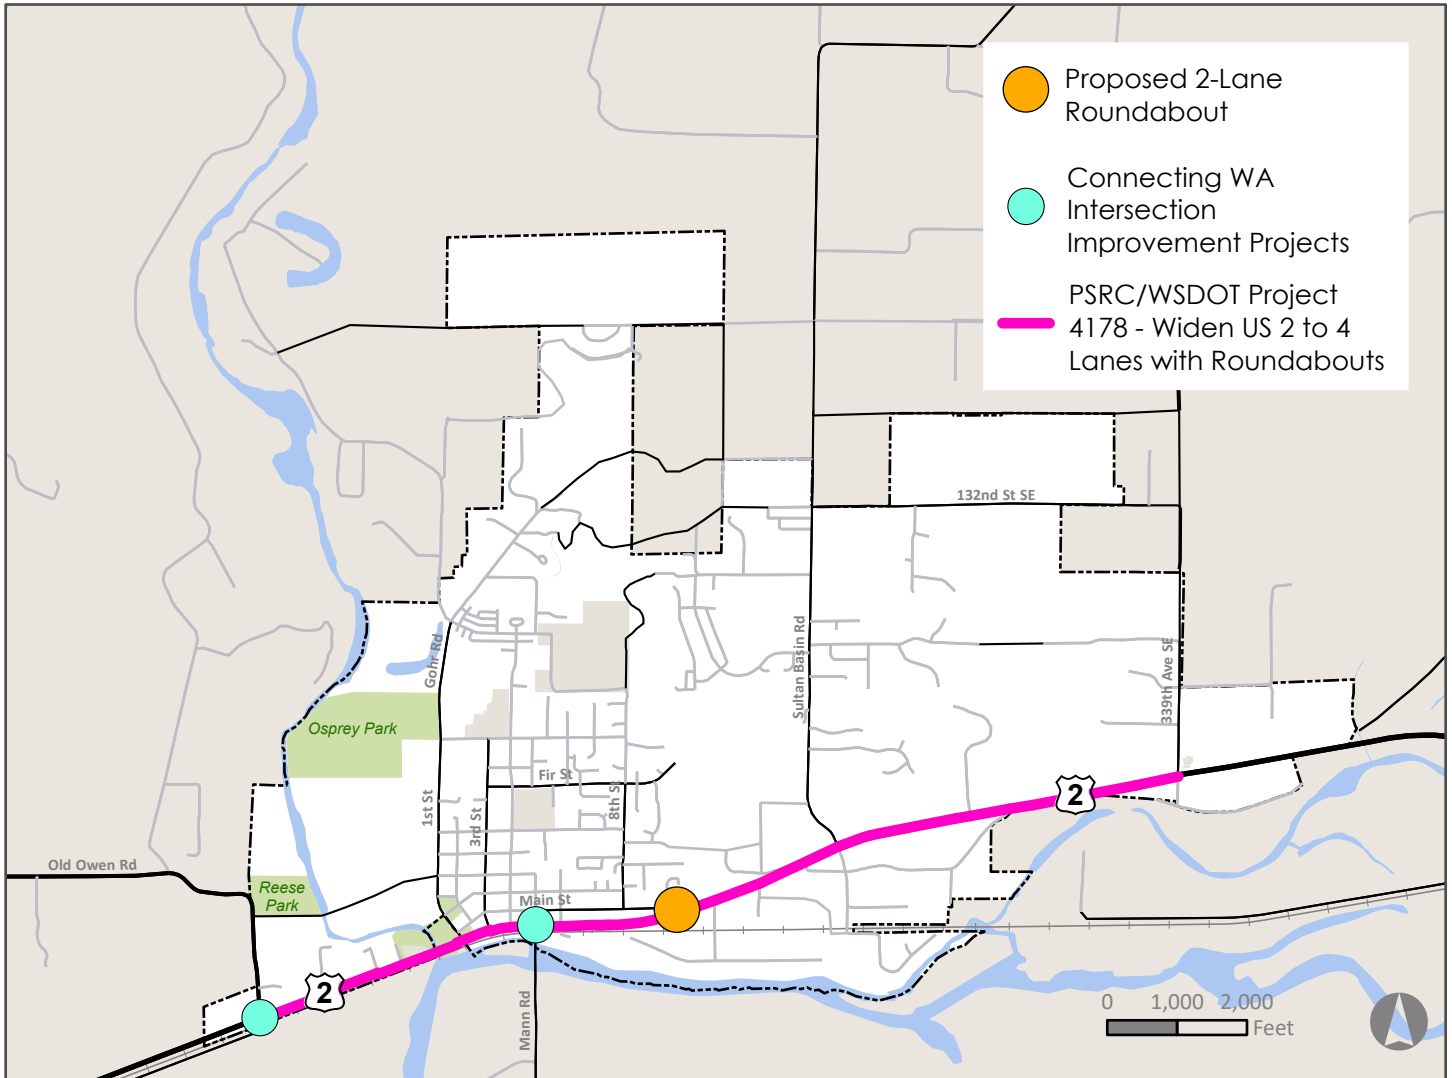 Proposed 2-Lane
Roundabout
Connecting WA
Intersection
Improvement Projects
PSRC/WSDOT Project
4178 - Widen US 2 to 4
Lanes with Roundabouts
132nd St SE
Gohr Rd
Sultan Basin Rd
339th Ave SE
Osprey Park
Fir St
8th St
1st St
3rd St
2
Old Owen Rd
Reese
Park
Main St
2
Mann Rd
0 1,000 2,000
Feet